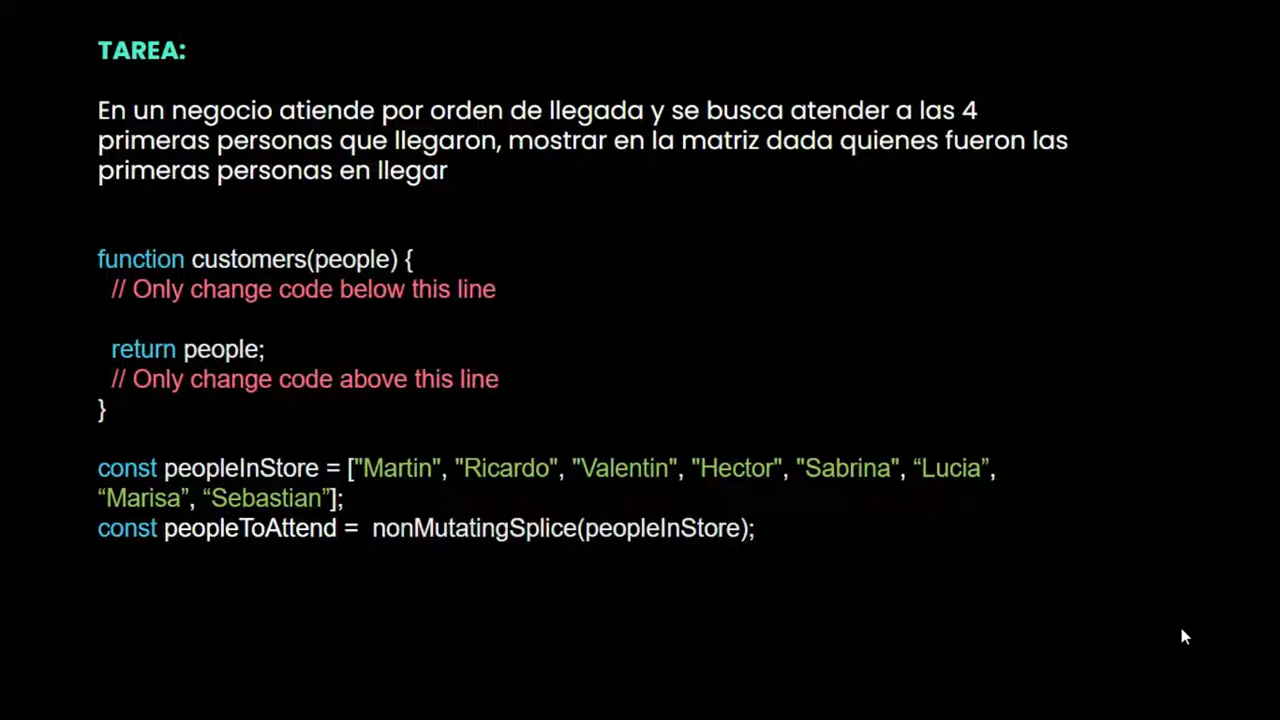 TAREA:
En un negocio atiende por orden de llegada y se busca atender a las 4
primeras personas que llegaron, mostrar en la matriz dada quienes fueron las
primeras personas en llegar
function customers(people) {
// Only change code below this line
return people;
// Only change code above this line
}
const peopleInStore = ["Martin", "Ricardo", "Valentin", "Hector", "Sabrina", “Lucia”,
“Marisa”, “Sebastian”];
const peopleToAttend =  nonMutatingSplice(peopleInStore);